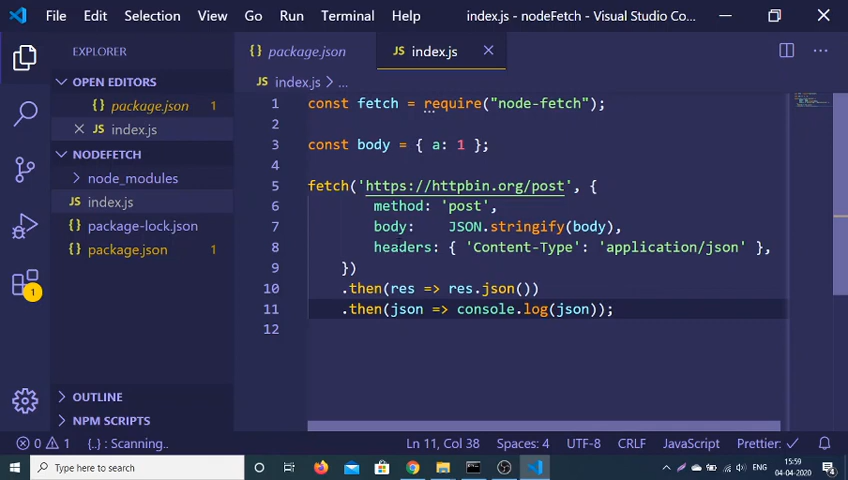 File Edit Selection View Go Run Terminal Help index.js - nodeFetch - Visual Studio Co...
EXPLORER
OPEN EDITORS
{} package.json 1
JS index.js
NODEFETCH
node_modules
JS index.js
{} package-lock.json
{} package.json 1
OUTLINE
NPM SCRIPTS
1
{} package.json JS index.js
JS index.js > ...
1 const fetch = require("node-fetch");
2
3 const body = { a: 1 };
4
5 fetch('https://httpbin.org/post', {
6 method: 'post',
7 body: JSON.stringify(body),
8 headers: { 'Content-Type': 'application/json' },
9 })
10 .then(res => res.json())
11 .then(json => console.log(json));
12
0 1 {..} : Scanning.. Ln 11, Col 38 Spaces: 4 UTF-8 CRLF JavaScript Prettier: ✓
Type here to search
ENG
15:59
04-04-2020